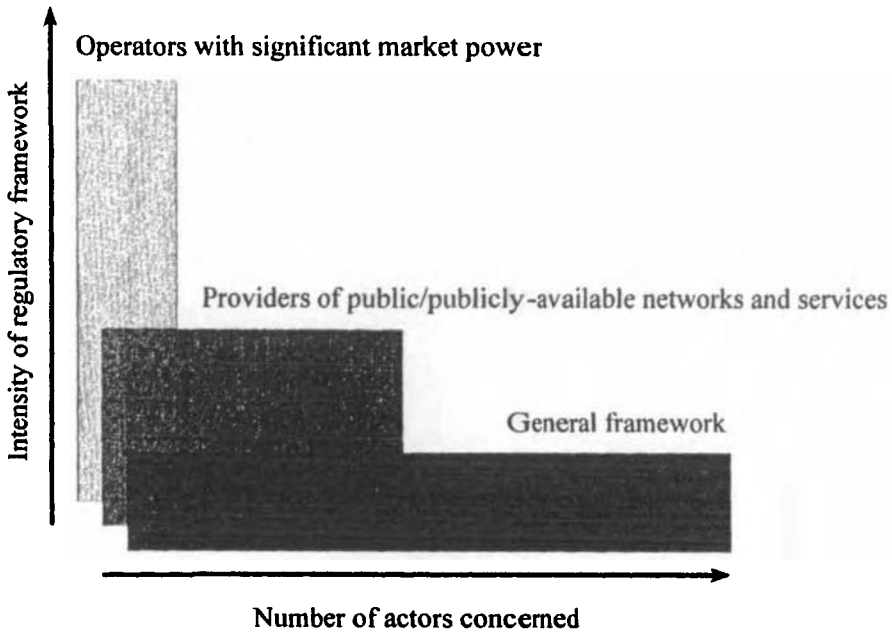 Operators with significant market power
Intensity of regulatory framework
Providers of public/publicly-available networks and services
General framework
Number of actors concerned